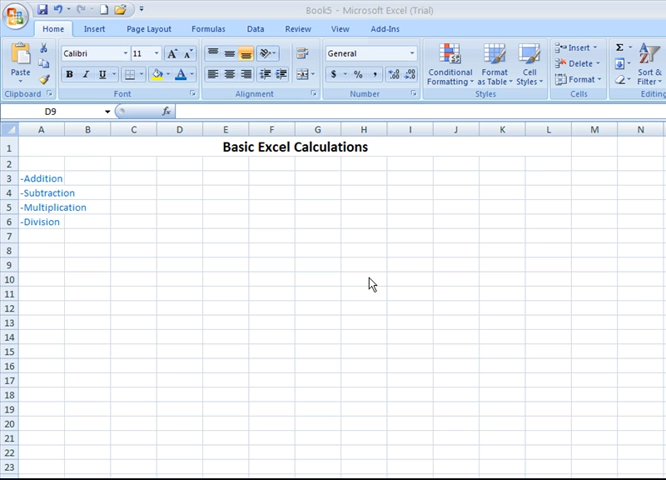 Book5 - Microsoft Excel (Trial)
Home Insert Page Layout Formulas Data Review View Add-Ins
Calibri 11 A A General Insert Σ
Paste B I U A $ % , .0 .00 Conditional Formatting Format as Table Cell Styles Delete Format Sort & Filter
Clipboard Font Alignment Number Styles Cells Editing
D9 fx
A B C D E F G H I J K L M N
1 Basic Excel Calculations
2
3 -Addition
4 -Subtraction
5 -Multiplication
6 -Division
7
8
9
10
11
12
13
14
15
16
17
18
19
20
21
22
23